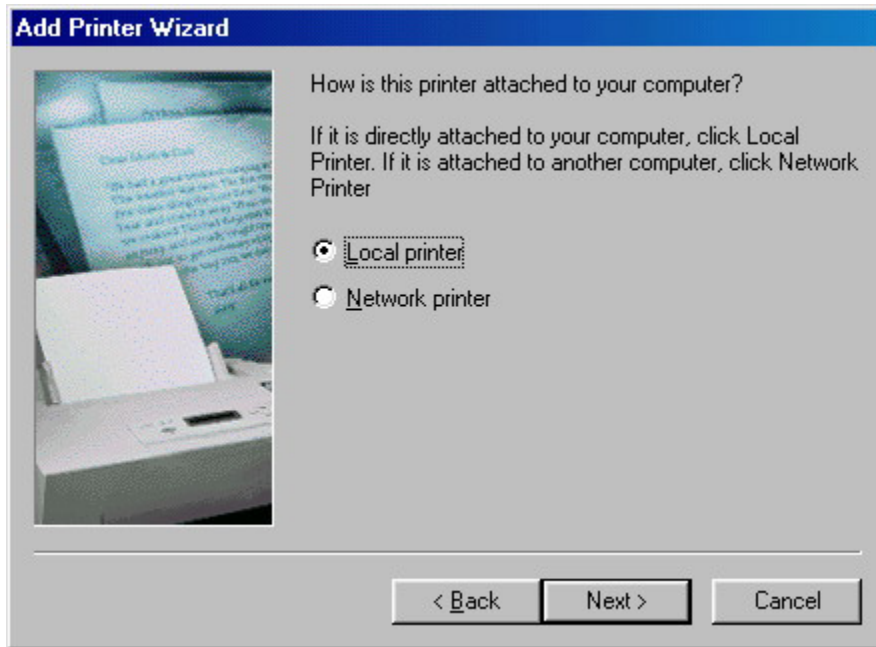 Add Printer Wizard
How is this printer attached to your computer?
If it is directly attached to your computer, click Local
Printer. If it is attached to another computer, click Network
Printer
Local printer
Network printer
< Back
Next >
Cancel